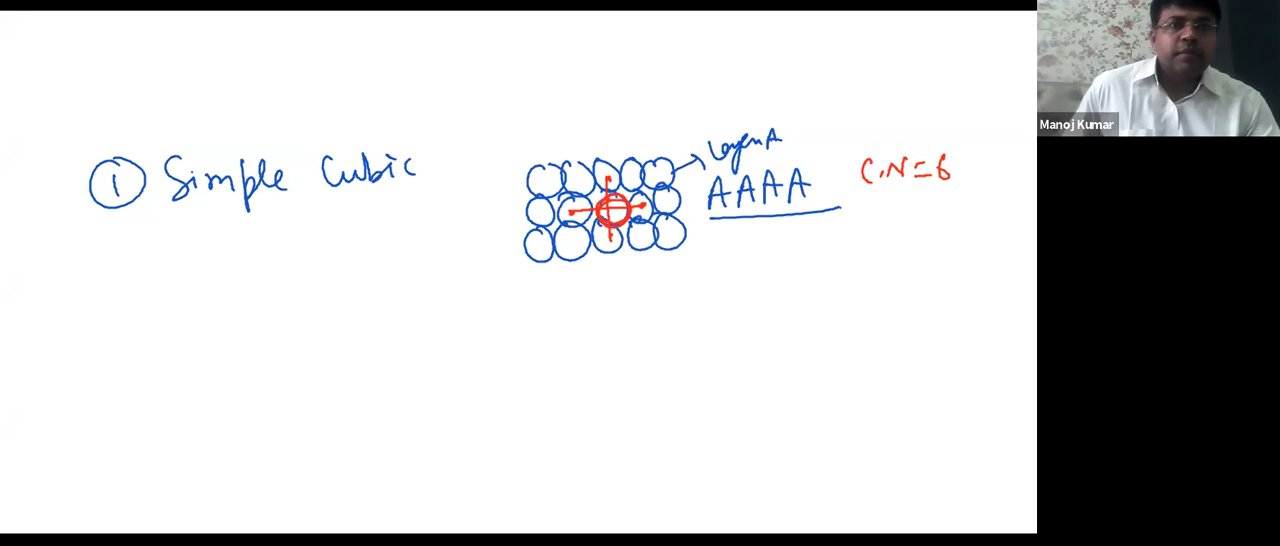 ① Simple Cubic
Layer A
AAAA
C.N = 6
Manoj Kumar